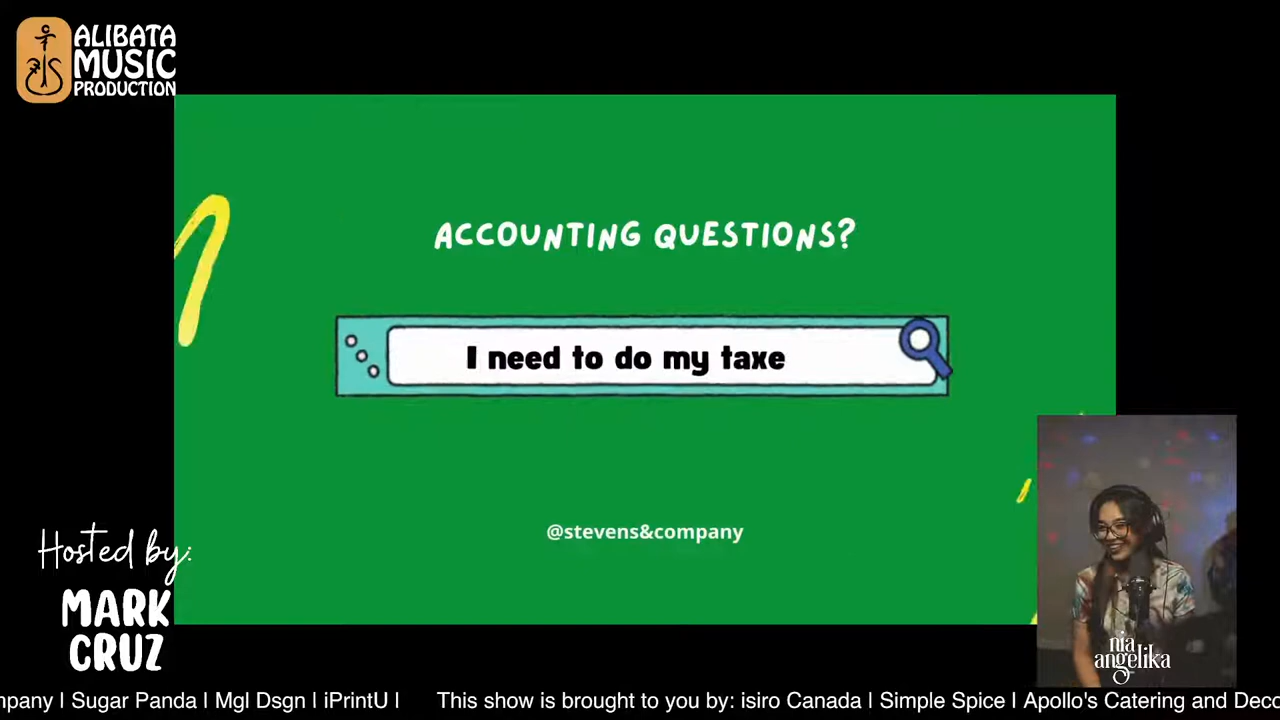 ALIBATA
MUSIC
PRODUCTION
ACCOUNTING QUESTIONS?
I need to do my taxe
@stevens&company
Hosted by:
MARK
CRUZ
nia
angelika
mpany | Sugar Panda | Mgl Dsgn | iPrintU | This show is brought to you by: isiro Canada | Simple Spice | Apollo's Catering and Deco